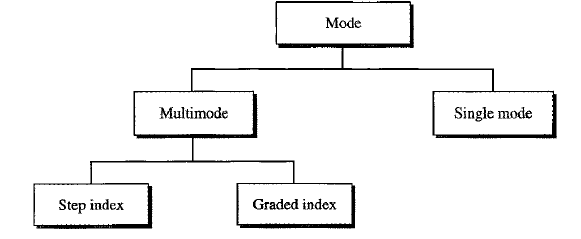 Mode
Multimode
Single mode
Step index
Graded index